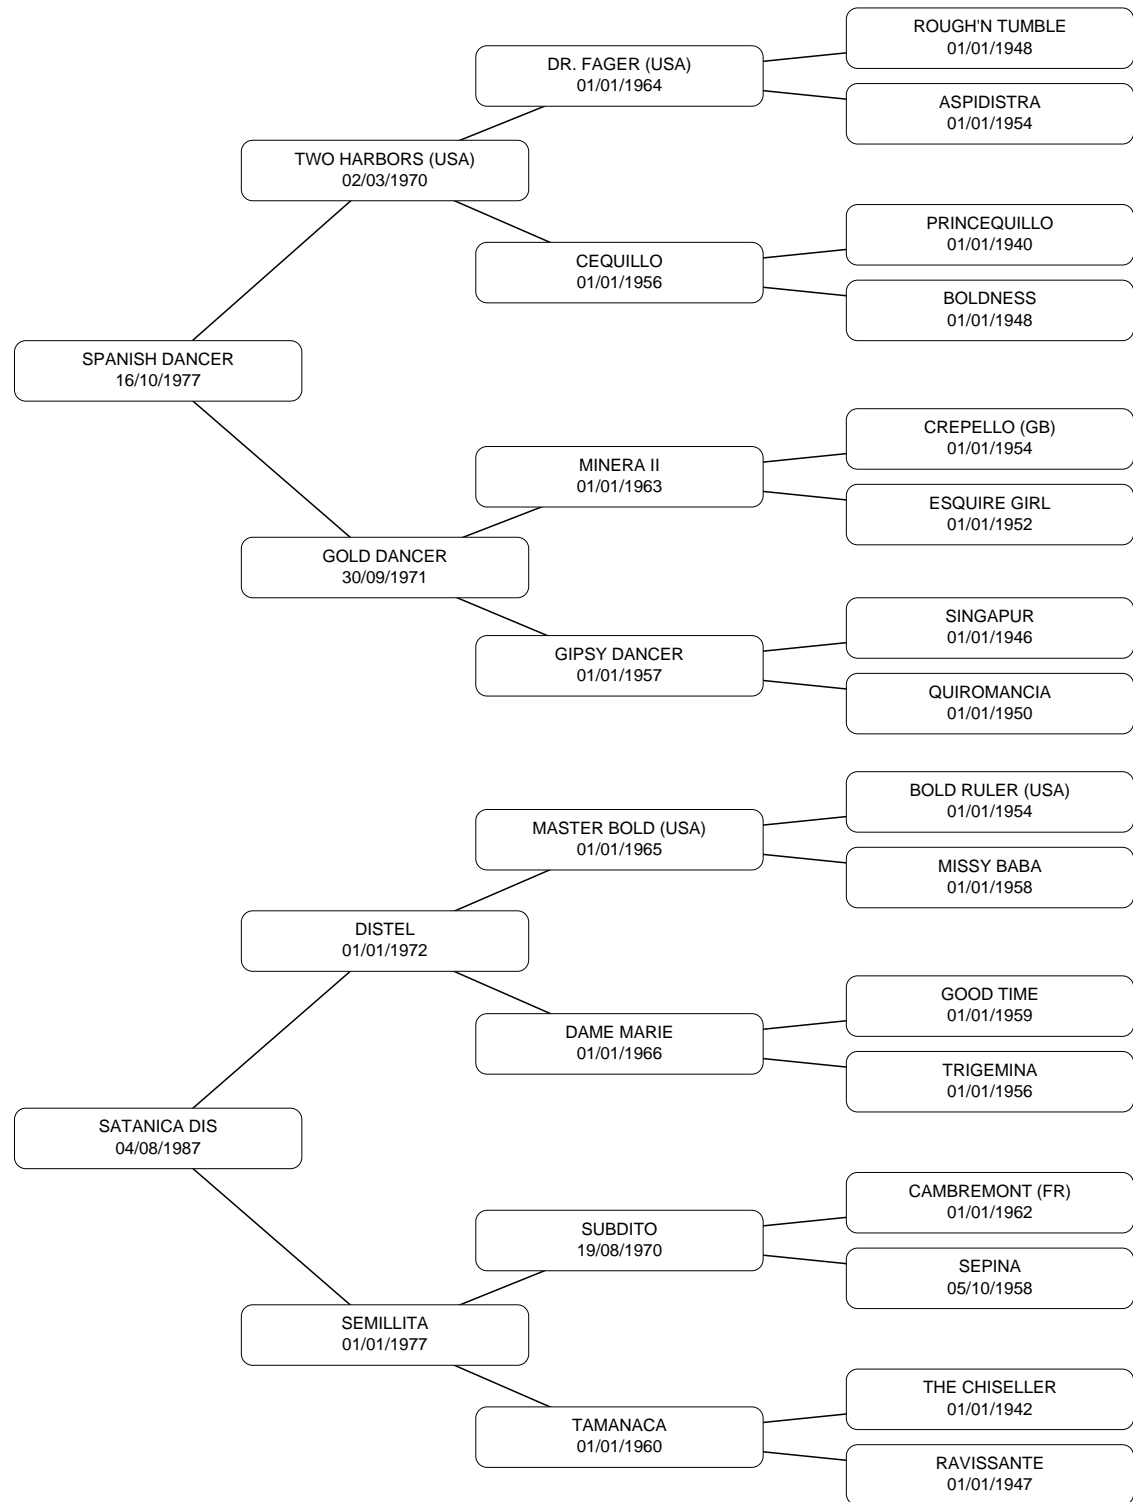 ROUGH'N TUMBLE
01/01/1948
DR. FAGER (USA)
01/01/1964
ASPIDISTRA
01/01/1954
TWO HARBORS (USA)
02/03/1970
PRINCEQUILLO
01/01/1940
CEQUILLO
01/01/1956
BOLDNESS
01/01/1948
SPANISH DANCER
16/10/1977
CREPELLO (GB)
01/01/1954
MINERA II
01/01/1963
ESQUIRE GIRL
01/01/1952
GOLD DANCER
30/09/1971
SINGAPUR
01/01/1946
GIPSY DANCER
01/01/1957
QUIROMANCIA
01/01/1950
BOLD RULER (USA)
01/01/1954
MASTER BOLD (USA)
01/01/1965
MISSY BABA
01/01/1958
DISTEL
01/01/1972
GOOD TIME
01/01/1959
DAME MARIE
01/01/1966
TRIGEMINA
01/01/1956
SATANICA DIS
04/08/1987
CAMBREMONT (FR)
01/01/1962
SUBDITO
19/08/1970
SEPINA
05/10/1958
SEMILLITA
01/01/1977
THE CHISELLER
01/01/1942
TAMANACA
01/01/1960
RAVISSANTE
01/01/1947